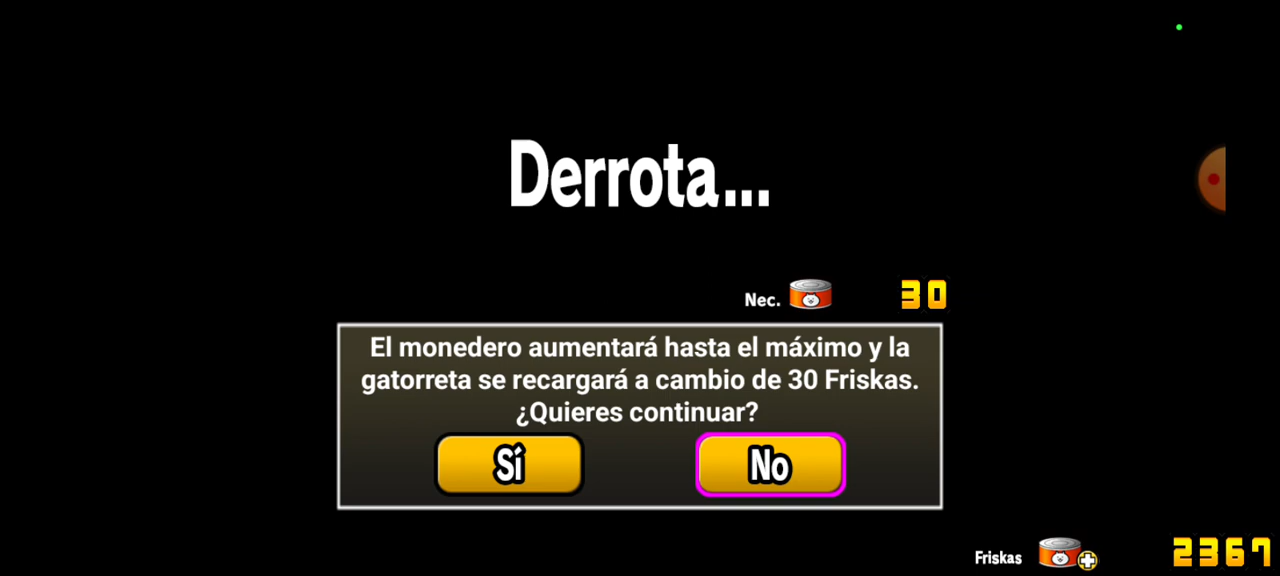 Derrota...
Nec. 30
El monedero aumentará hasta el máximo y la
gatorreta se recargará a cambio de 30 Friskas.
¿Quieres continuar?
Sí No
Friskas 2367